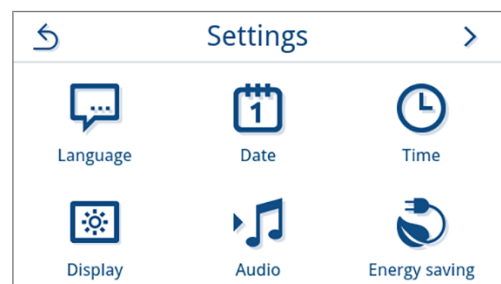 Settings
Language
1
Date
Time
Display
Audio
Energy saving